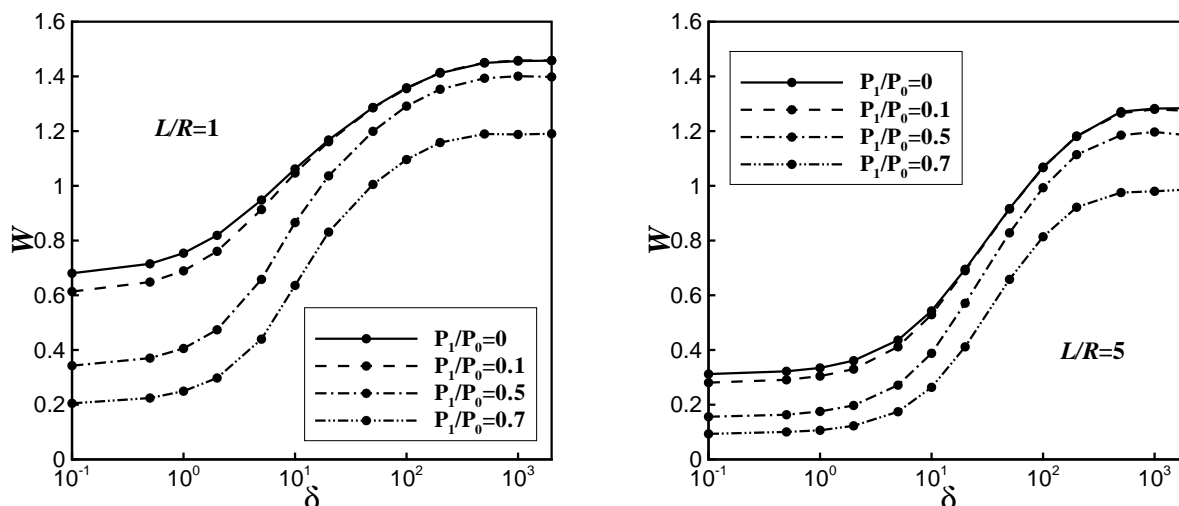 1.6
1.4
1.2
1
0.8
0.6
0.4
0.2
0
W
L/R=1
P₁/P₀=0
P₁/P₀=0.1
P₁/P₀=0.5
P₁/P₀=0.7
10⁻¹ 10⁰ 10¹ 10² 10³
δ
1.6
1.4
1.2
1
0.8
0.6
0.4
0.2
0
W
P₁/P₀=0
P₁/P₀=0.1
P₁/P₀=0.5
P₁/P₀=0.7
L/R=5
10⁻¹ 10⁰ 10¹ 10² 10³
δ